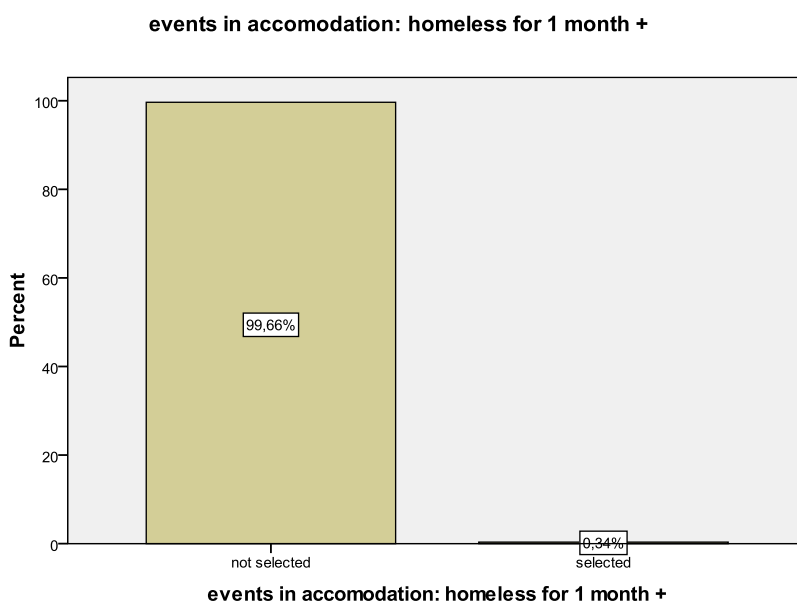 events in accomodation: homeless for 1 month +
Percent
100
80
60
40
20
0
99,66%
0,34%
not selected
selected
events in accomodation: homeless for 1 month +